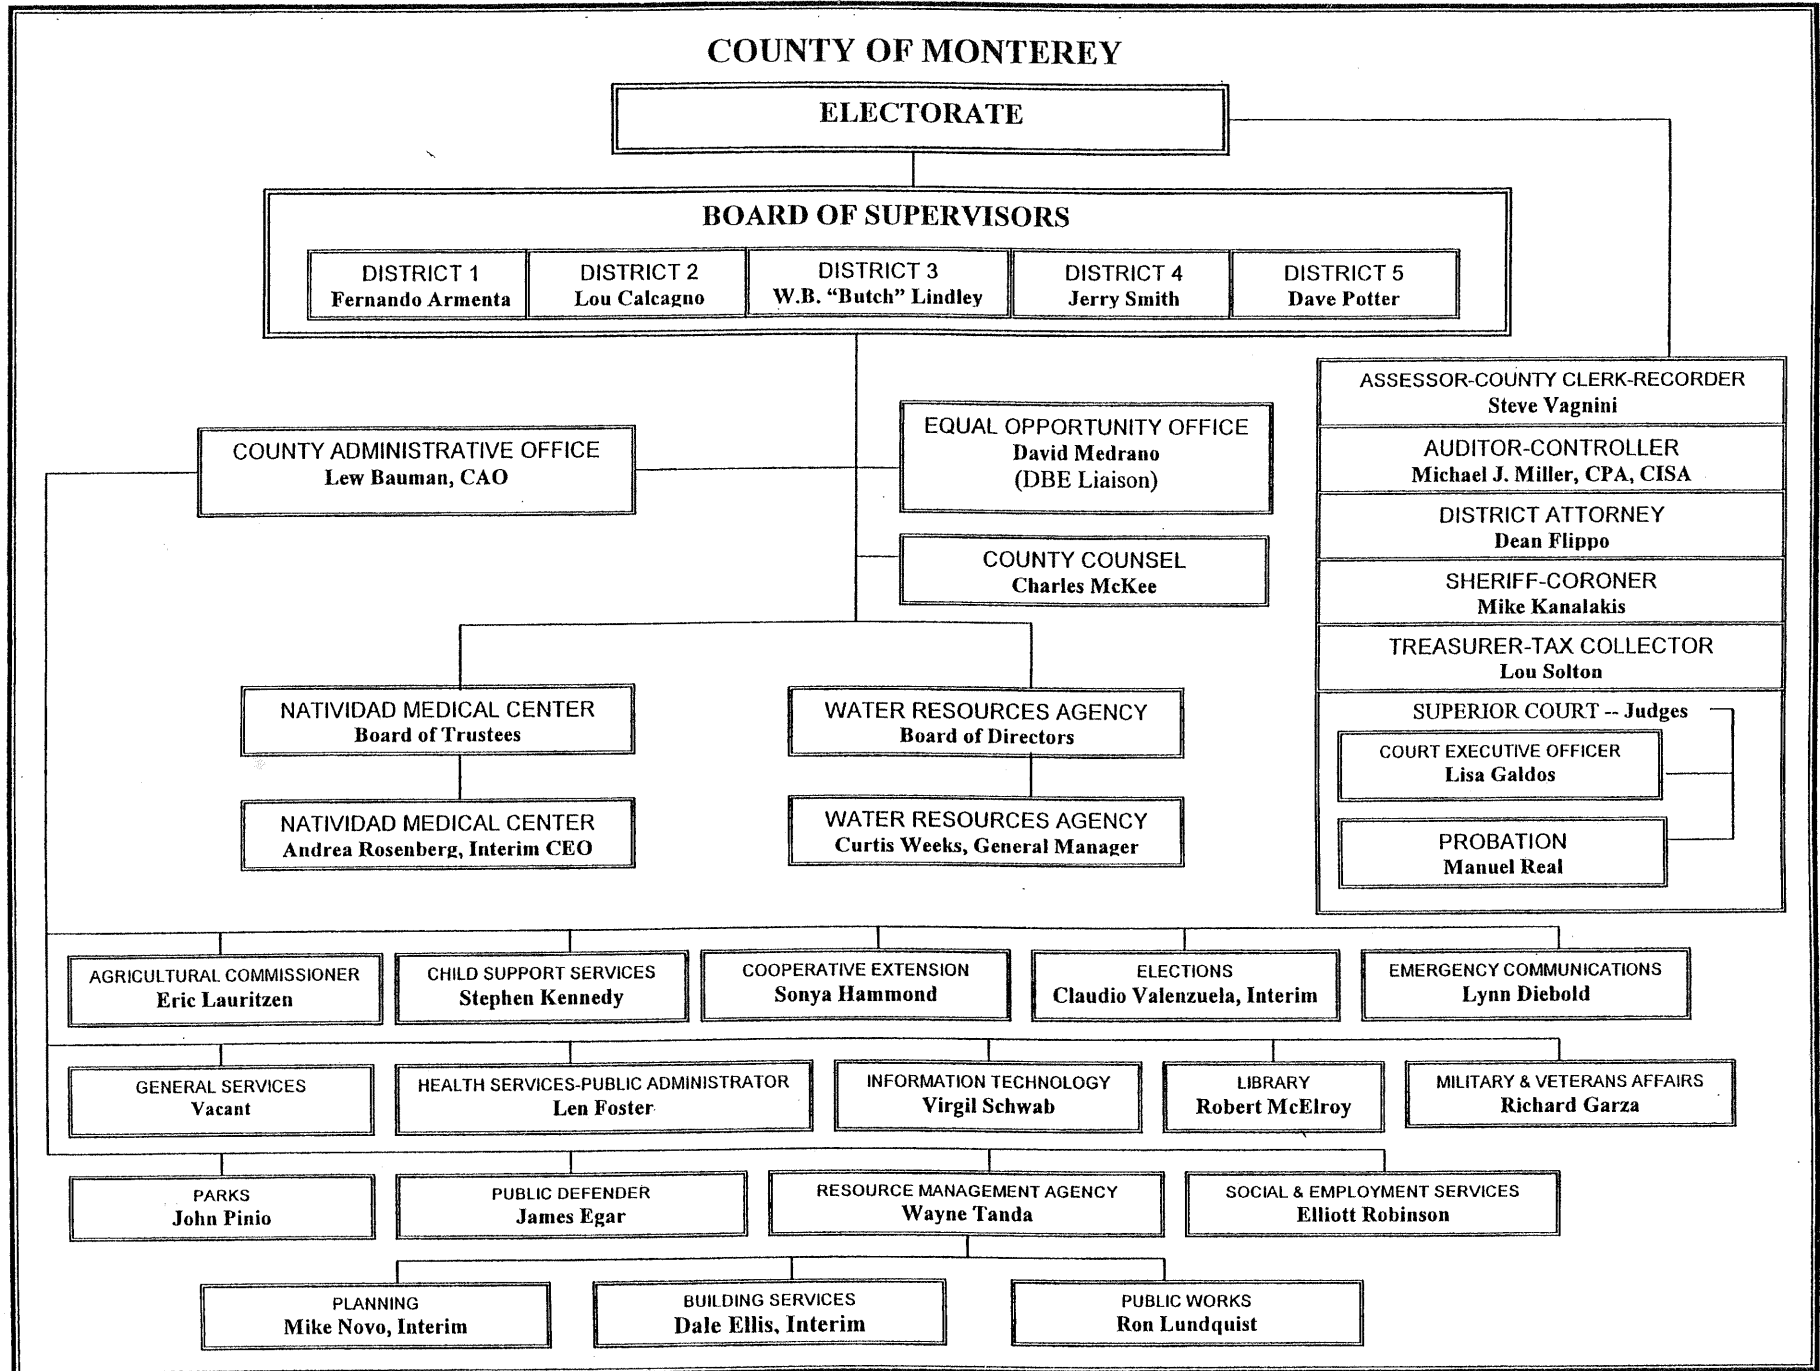 COUNTY OF MONTEREY
ELECTORATE
BOARD OF SUPERVISORS
DISTRICT 1
Fernando Armenta
DISTRICT 2
Lou Calcagno
DISTRICT 3
W.B. “Butch” Lindley
DISTRICT 4
Jerry Smith
DISTRICT 5
Dave Potter
COUNTY ADMINISTRATIVE OFFICE
Lew Bauman, CAO
EQUAL OPPORTUNITY OFFICE
David Medrano
(DBE Liaison)
COUNTY COUNSEL
Charles McKee
ASSESSOR-COUNTY CLERK-RECORDER
Steve Vagnini
AUDITOR-CONTROLLER
Michael J. Miller, CPA, CISA
DISTRICT ATTORNEY
Dean Flippo
SHERIFF-CORONER
Mike Kanalakis
TREASURER-TAX COLLECTOR
Lou Solton
SUPERIOR COURT -- Judges
COURT EXECUTIVE OFFICER
Lisa Galdos
PROBATION
Manuel Real
NATIVIDAD MEDICAL CENTER
Board of Trustees
WATER RESOURCES AGENCY
Board of Directors
NATIVIDAD MEDICAL CENTER
Andrea Rosenberg, Interim CEO
WATER RESOURCES AGENCY
Curtis Weeks, General Manager
AGRICULTURAL COMMISSIONER
Eric Lauritzen
CHILD SUPPORT SERVICES
Stephen Kennedy
COOPERATIVE EXTENSION
Sonya Hammond
ELECTIONS
Claudio Valenzuela, Interim
EMERGENCY COMMUNICATIONS
Lynn Diebold
GENERAL SERVICES
Vacant
HEALTH SERVICES-PUBLIC ADMINISTRATOR
Len Foster
INFORMATION TECHNOLOGY
Virgil Schwab
LIBRARY
Robert McElroy
MILITARY & VETERANS AFFAIRS
Richard Garza
PARKS
John Pinio
PUBLIC DEFENDER
James Egar
RESOURCE MANAGEMENT AGENCY
Wayne Tanda
SOCIAL & EMPLOYMENT SERVICES
Elliott Robinson
PLANNING
Mike Novo, Interim
BUILDING SERVICES
Dale Ellis, Interim
PUBLIC WORKS
Ron Lundquist